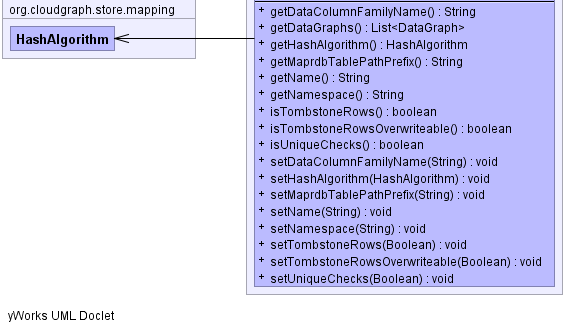 org.cloudgraph.store.mapping
HashAlgorithm
+ getDataColumnFamilyName() : String
+ getDataGraphs() : List<DataGraph>
+ getHashAlgorithm() : HashAlgorithm
+ getMaprdbTablePathPrefix() : String
+ getName() : String
+ getNamespace() : String
+ isTombstoneRows() : boolean
+ isTombstoneRowsOverwriteable() : boolean
+ isUniqueChecks() : boolean
+ setDataColumnFamilyName(String) : void
+ setHashAlgorithm(HashAlgorithm) : void
+ setMaprdbTablePathPrefix(String) : void
+ setName(String) : void
+ setNamespace(String) : void
+ setTombstoneRows(Boolean) : void
+ setTombstoneRowsOverwriteable(Boolean) : void
+ setUniqueChecks(Boolean) : void
yWorks UML Doclet